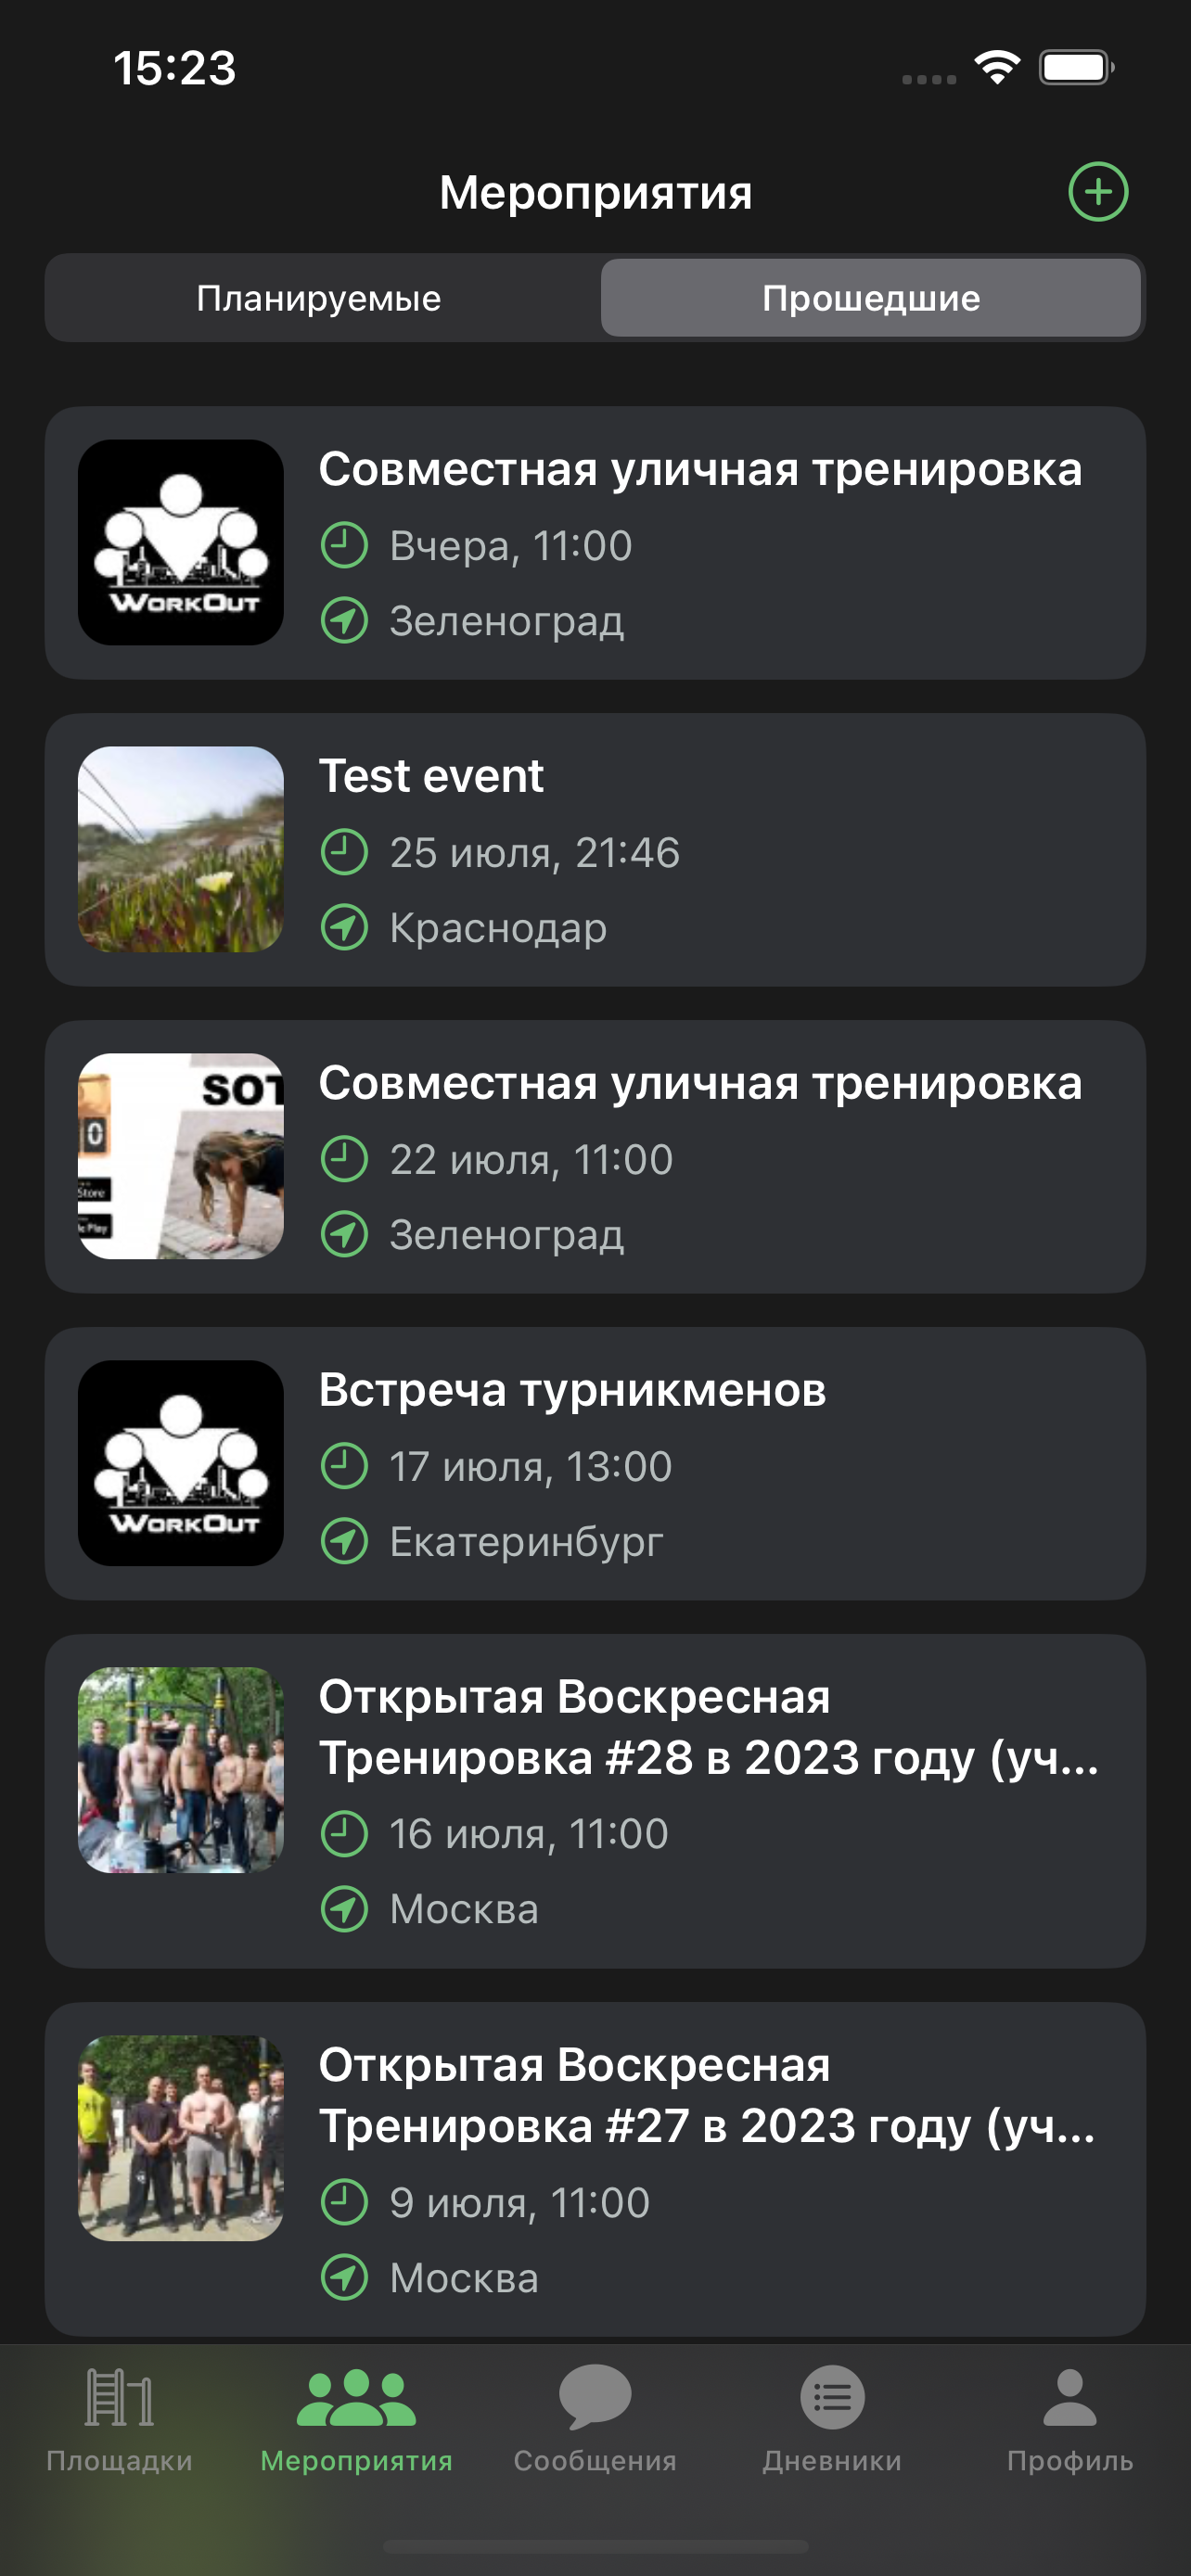 15:23
Мероприятия
Планируемые
Прошедшие
Совместная уличная тренировка
Вчера, 11:00
Зеленоград
WORKOUT
Test event
25 июля, 21:46
Краснодар
Совместная уличная тренировка
22 июля, 11:00
Зеленоград
SOT
0
Store
Play
Встреча турникменов
17 июля, 13:00
Екатеринбург
WORKOUT
Открытая Воскресная
Тренировка #28 в 2023 году (уч...
16 июля, 11:00
Москва
Открытая Воскресная
Тренировка #27 в 2023 году (уч...
9 июля, 11:00
Москва
Площадки
Мероприятия
Сообщения
Дневники
Профиль